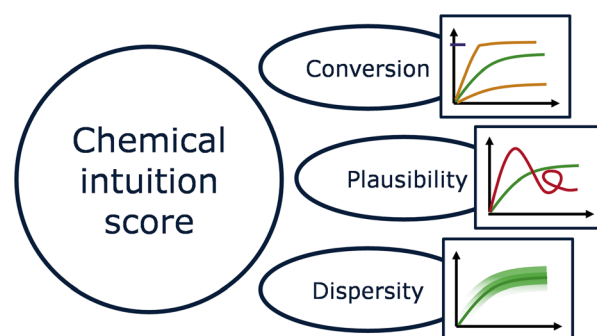 Chemical
intuition
score
Conversion
Plausibility
Dispersity